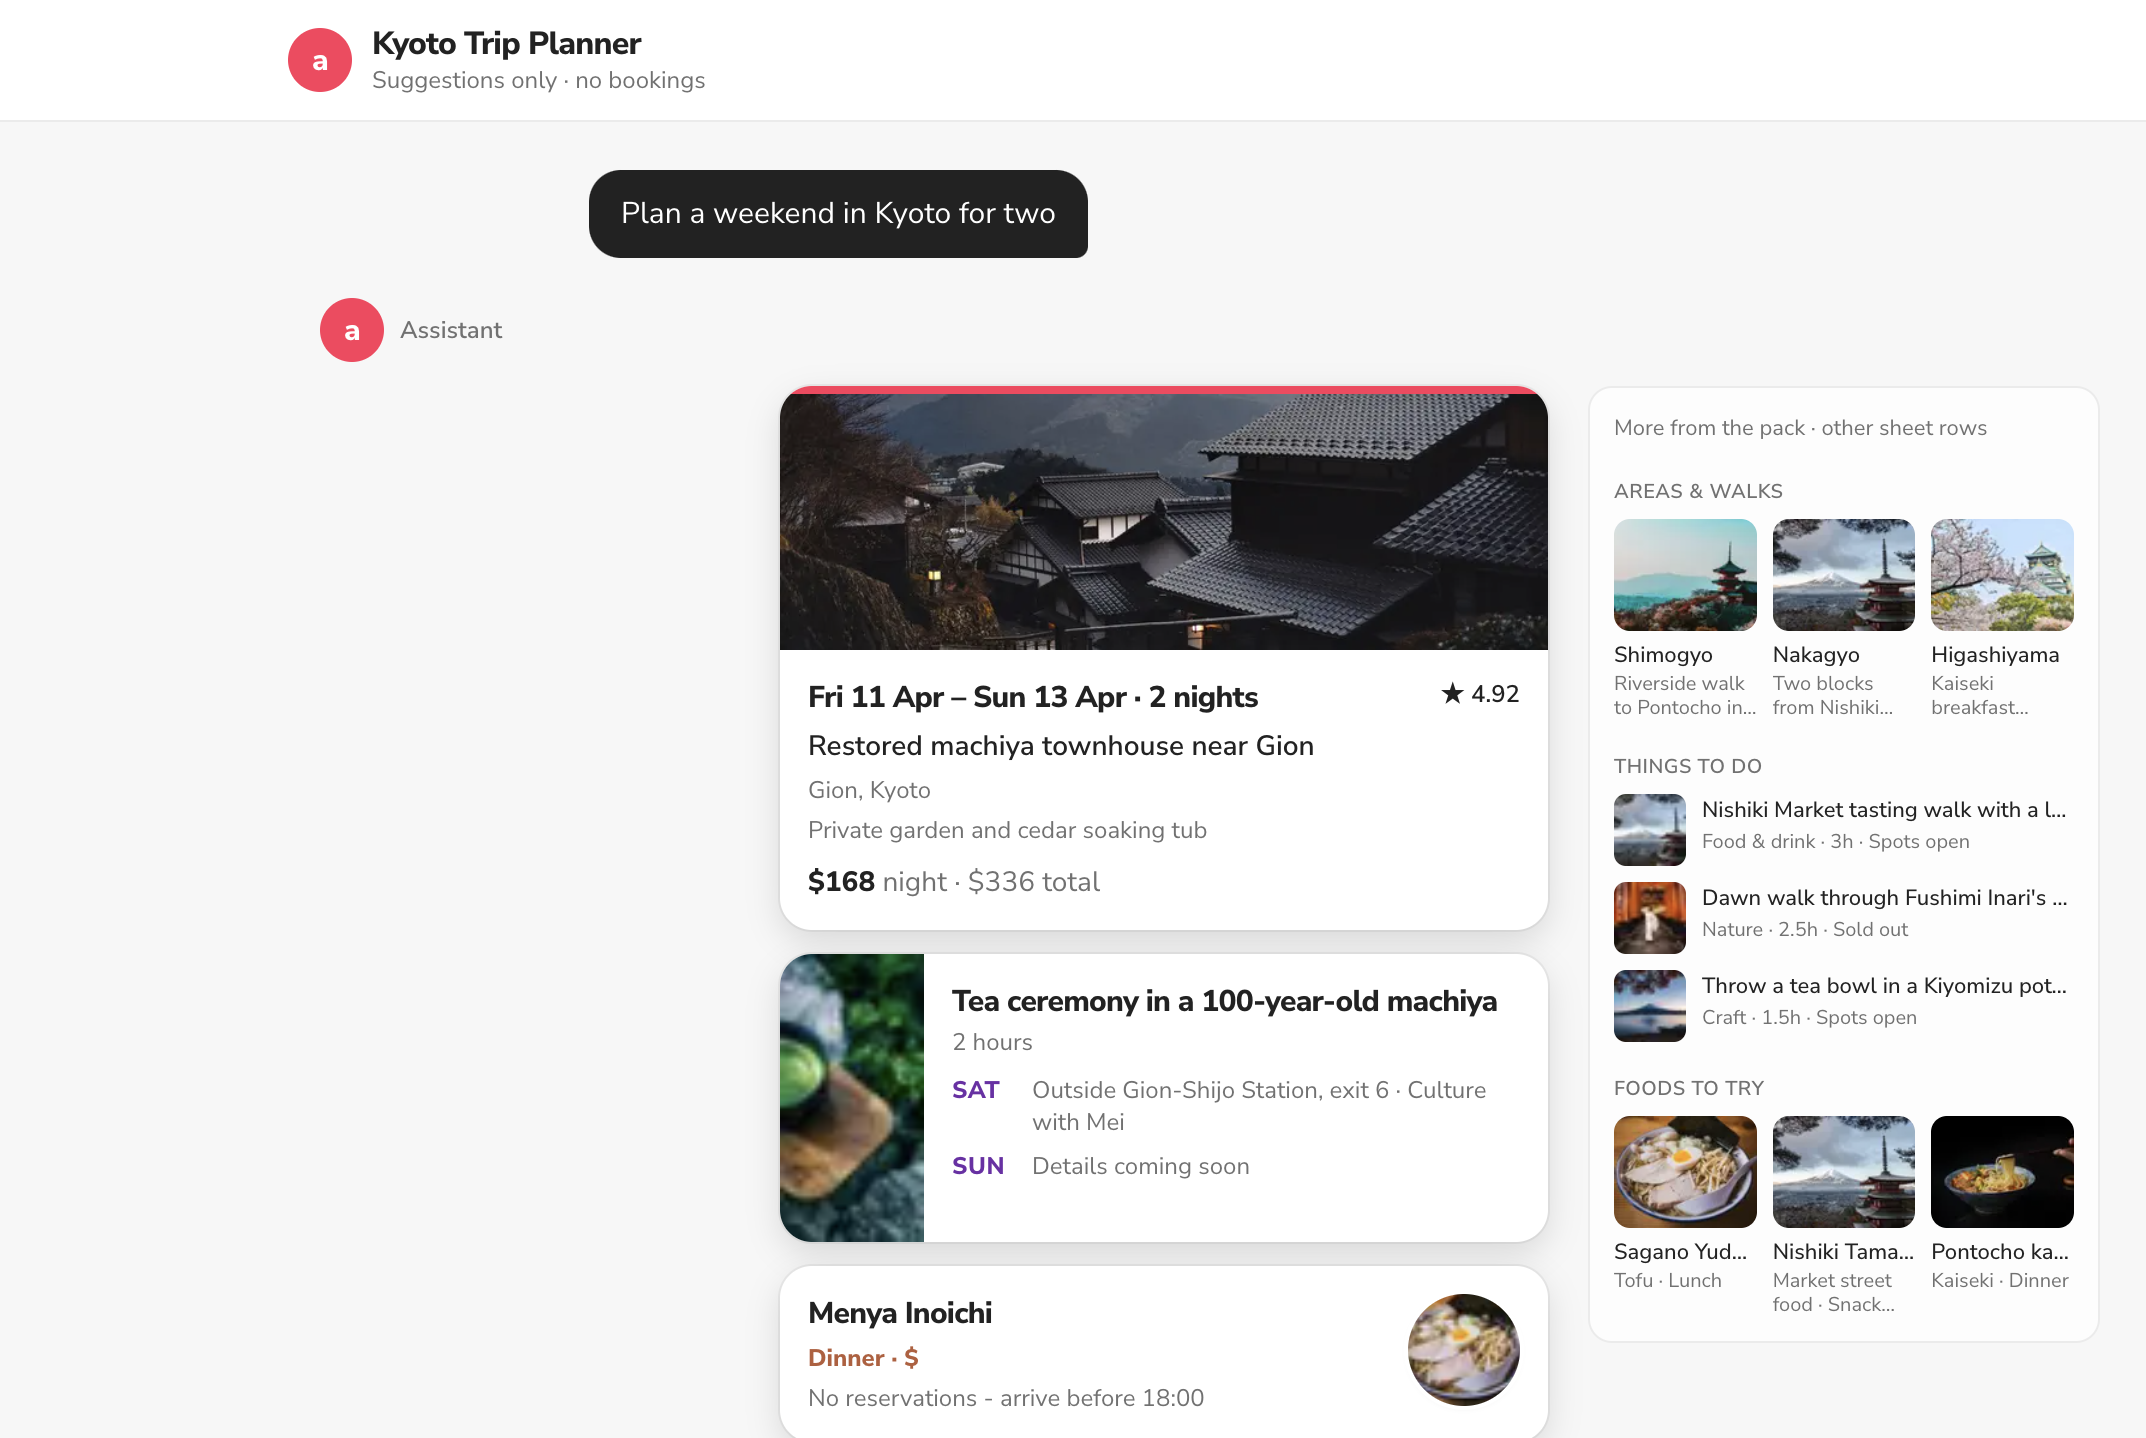 a
Kyoto Trip Planner
Suggestions only · no bookings
Plan a weekend in Kyoto for two
a
Assistant
Fri 11 Apr – Sun 13 Apr · 2 nights
★ 4.92
Restored machiya townhouse near Gion
Gion, Kyoto
Private garden and cedar soaking tub
$168 night · $336 total
Tea ceremony in a 100-year-old machiya
2 hours
SAT Outside Gion-Shijo Station, exit 6 · Culture
with Mei
SUN Details coming soon
Menya Inoichi
Dinner · $
No reservations - arrive before 18:00
More from the pack · other sheet rows
AREAS & WALKS
Shimogyo
Riverside walk
to Pontocho in...
Nakagyo
Two blocks
from Nishiki...
Higashiyama
Kaiseki
breakfast...
THINGS TO DO
Nishiki Market tasting walk with a l...
Food & drink · 3h · Spots open
Dawn walk through Fushimi Inari's ...
Nature · 2.5h · Sold out
Throw a tea bowl in a Kiyomizu pot...
Craft · 1.5h · Spots open
FOODS TO TRY
Sagano Yud...
Tofu · Lunch
Nishiki Tama...
Market street
food · Snack...
Pontocho ka...
Kaiseki · Dinner